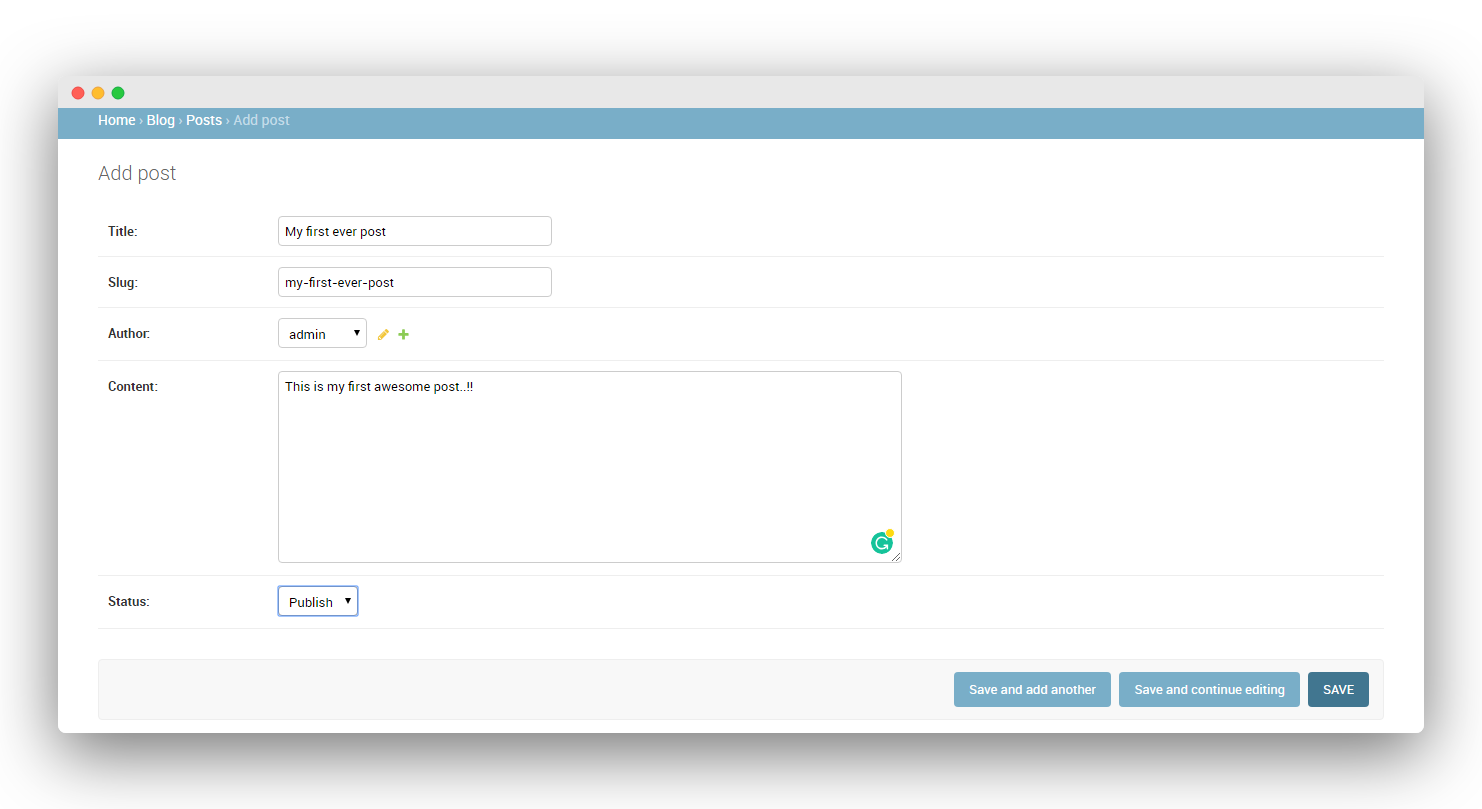 Home › Blog › Posts › Add post
Add post
Title: My first ever post
Slug: my-first-ever-post
Author: admin
Content: This is my first awesome post..!!
Status: Publish
Save and add another Save and continue editing SAVE